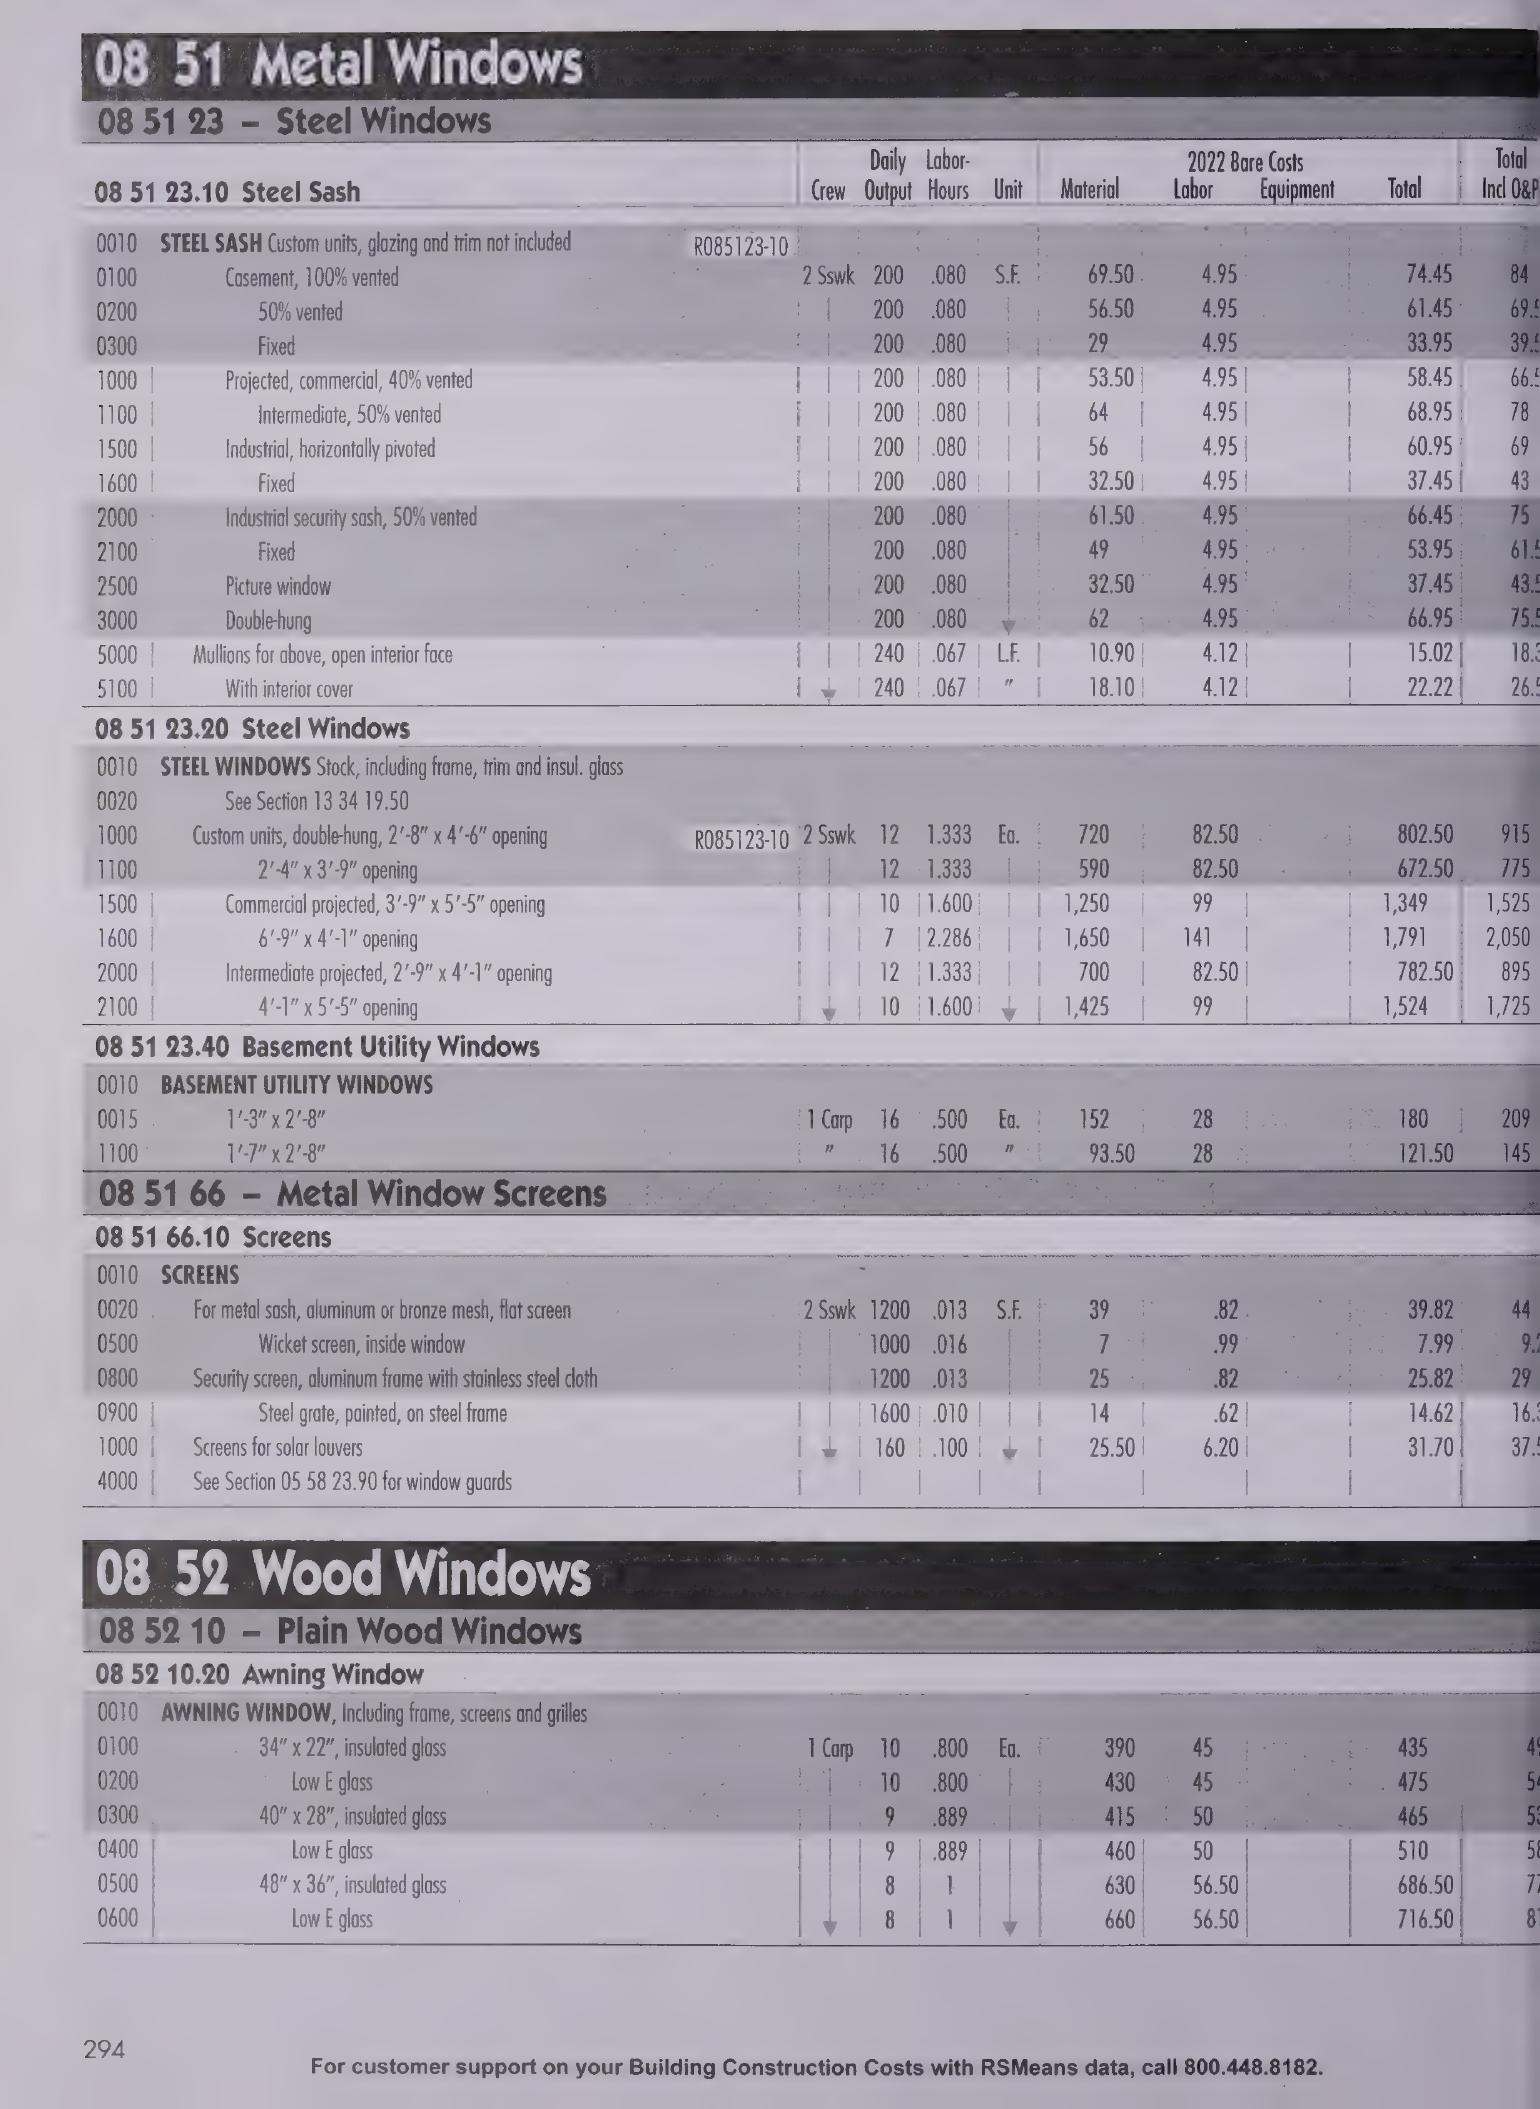 08 51 Metal Windows
08 51 23 – Steel Windows
08 51 23.10 Steel Sash Crew Daily Output Labor-Hours Unit Material 2022 Bare Costs Labor Equipment Total Total Incl O&P
0010 STEEL SASH Custom units, glazing and trim not included R085123-10
0100 Casement, 100% vented 2 Sswk 200 .080 S.F. 69.50 4.95 74.45 84
0200 50% vented 200 .080 56.50 4.95 61.45 69.5
0300 Fixed 200 .080 29 4.95 33.95 39.5
1000 Projected, commercial, 40% vented 200 .080 53.50 4.95 58.45 66.5
1100 Intermediate, 50% vented 200 .080 64 4.95 68.95 78
1500 Industrial, horizontally pivoted 200 .080 56 4.95 60.95 69
1600 Fixed 200 .080 32.50 4.95 37.45 43
2000 Industrial security sash, 50% vented 200 .080 61.50 4.95 66.45 75
2100 Fixed 200 .080 49 4.95 53.95 61.5
2500 Picture window 200 .080 32.50 4.95 37.45 43.5
3000 Double-hung 200 .080 62 4.95 66.95 75.5
5000 Mullions for above, open interior face 240 .067 L.F. 10.90 4.12 15.02 18.3
5100 With interior cover 240 .067 " 18.10 4.12 22.22 26.5
08 51 23.20 Steel Windows
0010 STEEL WINDOWS Stock, including frame, trim and insul. glass
0020 See Section 13 34 19.50
1000 Custom units, double-hung, 2'-8" x 4'-6" opening R085123-10 2 Sswk 12 1.333 Ea. 720 82.50 802.50 915
1100 2'-4" x 3'-9" opening 12 1.333 590 82.50 672.50 775
1500 Commercial projected, 3'-9" x 5'-5" opening 10 1.600 1,250 99 1,349 1,525
1600 6'-9" x 4'-1" opening 7 2.286 1,650 141 1,791 2,050
2000 Intermediate projected, 2'-9" x 4'-1" opening 12 1.333 700 82.50 782.50 895
2100 4'-1" x 5'-5" opening 10 1.600 1,425 99 1,524 1,725
08 51 23.40 Basement Utility Windows
0010 BASEMENT UTILITY WINDOWS
0015 1'-3" x 2'-8" 1 Carp 16 .500 Ea. 152 28 180 209
1100 1'-7" x 2'-8" " 16 .500 " 93.50 28 121.50 145
08 51 66 – Metal Window Screens
08 51 66.10 Screens
0010 SCREENS
0020 For metal sash, aluminum or bronze mesh, flat screen 2 Sswk 1200 .013 S.F. 39 .82 39.82 44
0500 Wicket screen, inside window 1000 .016 7 .99 7.99 9.2
0800 Security screen, aluminum frame with stainless steel cloth 1200 .013 25 .82 25.82 29
0900 Steel grate, painted, on steel frame 1600 .010 14 .62 14.62 16.3
1000 Screens for solar louvers 160 .100 25.50 6.20 31.70 37.5
4000 See Section 05 58 23.90 for window guards
08 52 Wood Windows
08 52 10 – Plain Wood Windows
08 52 10.20 Awning Window
0010 AWNING WINDOW, Including frame, screens and grilles
0100 34" x 22", insulated glass 1 Carp 10 .800 Ea. 390 45 435
0200 Low E glass 10 .800 430 45 475
0300 40" x 28", insulated glass 9 .889 415 50 465
0400 Low E glass 9 .889 460 50 510
0500 48" x 36", insulated glass 8 1 630 56.50 686.50
0600 Low E glass 8 1 660 56.50 716.50
294
For customer support on your Building Construction Costs with RSMeans data, call 800.448.8182.